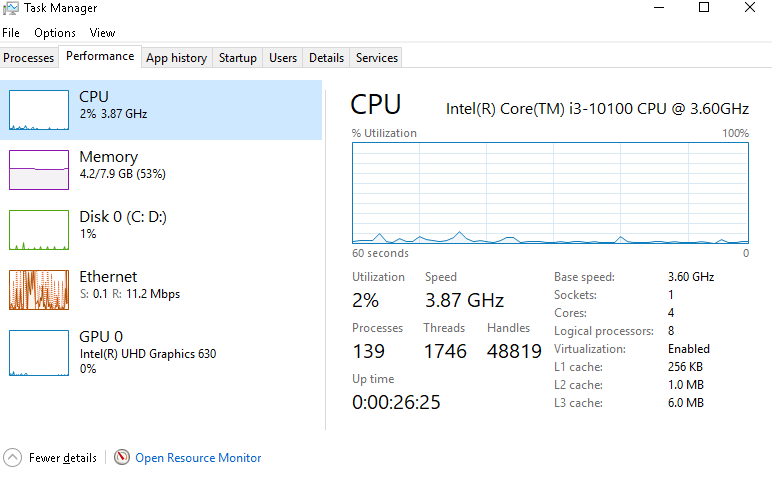 Task Manager
File Options View
Processes Performance App history Startup Users Details Services
CPU
2% 3.87 GHz
Memory
4.2/7.9 GB (53%)
Disk 0 (C: D:)
1%
Ethernet
S: 0.1 R: 11.2 Mbps
GPU 0
Intel(R) UHD Graphics 630
0%
CPU Intel(R) Core(TM) i3-10100 CPU @ 3.60GHz
% Utilization 100%
60 seconds 0
Utilization Speed
2% 3.87 GHz
Processes Threads Handles
139 1746 48819
Up time
0:00:26:25
Base speed: 3.60 GHz
Sockets: 1
Cores: 4
Logical processors: 8
Virtualization: Enabled
L1 cache: 256 KB
L2 cache: 1.0 MB
L3 cache: 6.0 MB
Fewer details Open Resource Monitor